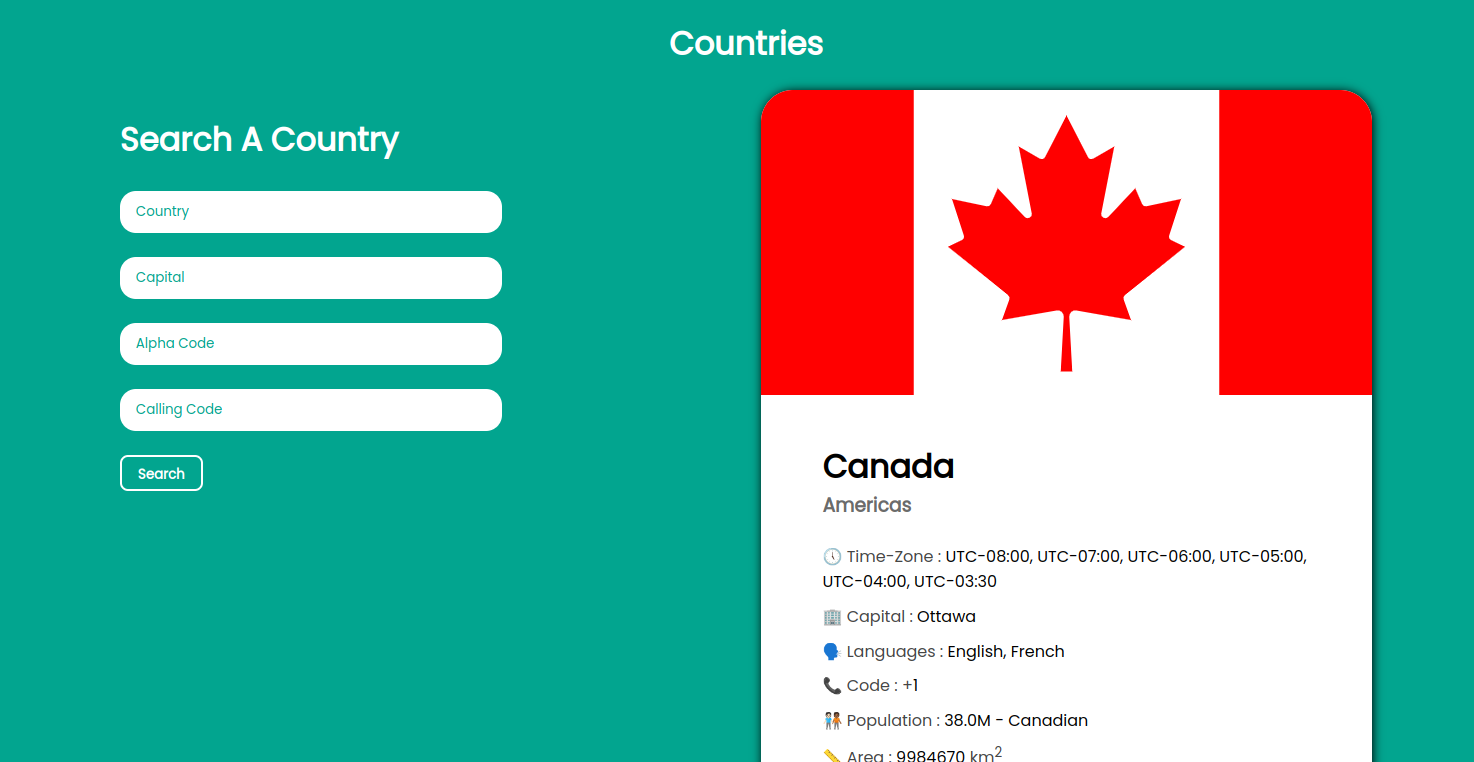 Countries
Search A Country
Country
Capital
Alpha Code
Calling Code
Search
Canada
Americas
🕔 Time-Zone : UTC-08:00, UTC-07:00, UTC-06:00, UTC-05:00,
UTC-04:00, UTC-03:30
🏢 Capital : Ottawa
🗣️ Languages : English, French
📞 Code : +1
🧑‍🤝‍🧑 Population : 38.0M - Canadian
📏 Area : 9984670 km²